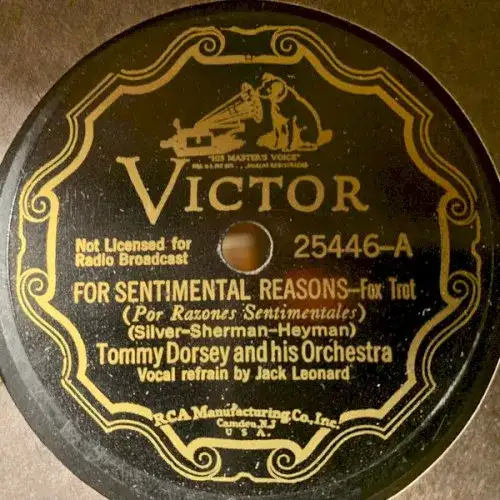 "HIS MASTER'S VOICE"
VICTOR
Not Licensed for
Radio Broadcast
25446-A
FOR SENTIMENTAL REASONS-Fox Trot
(Por Razones Sentimentales)
(Silver-Sherman-Heyman)
Tommy Dorsey and his Orchestra
Vocal refrain by Jack Leonard
RCA Manufacturing Co., Inc.
Camden, N.J.
U.S.A.